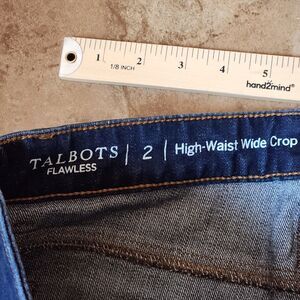 1 2 3 4 5
1/8 INCH
hand2mind®
TALBOTS | 2 | High-Waist Wide Crop
FLAWLESS